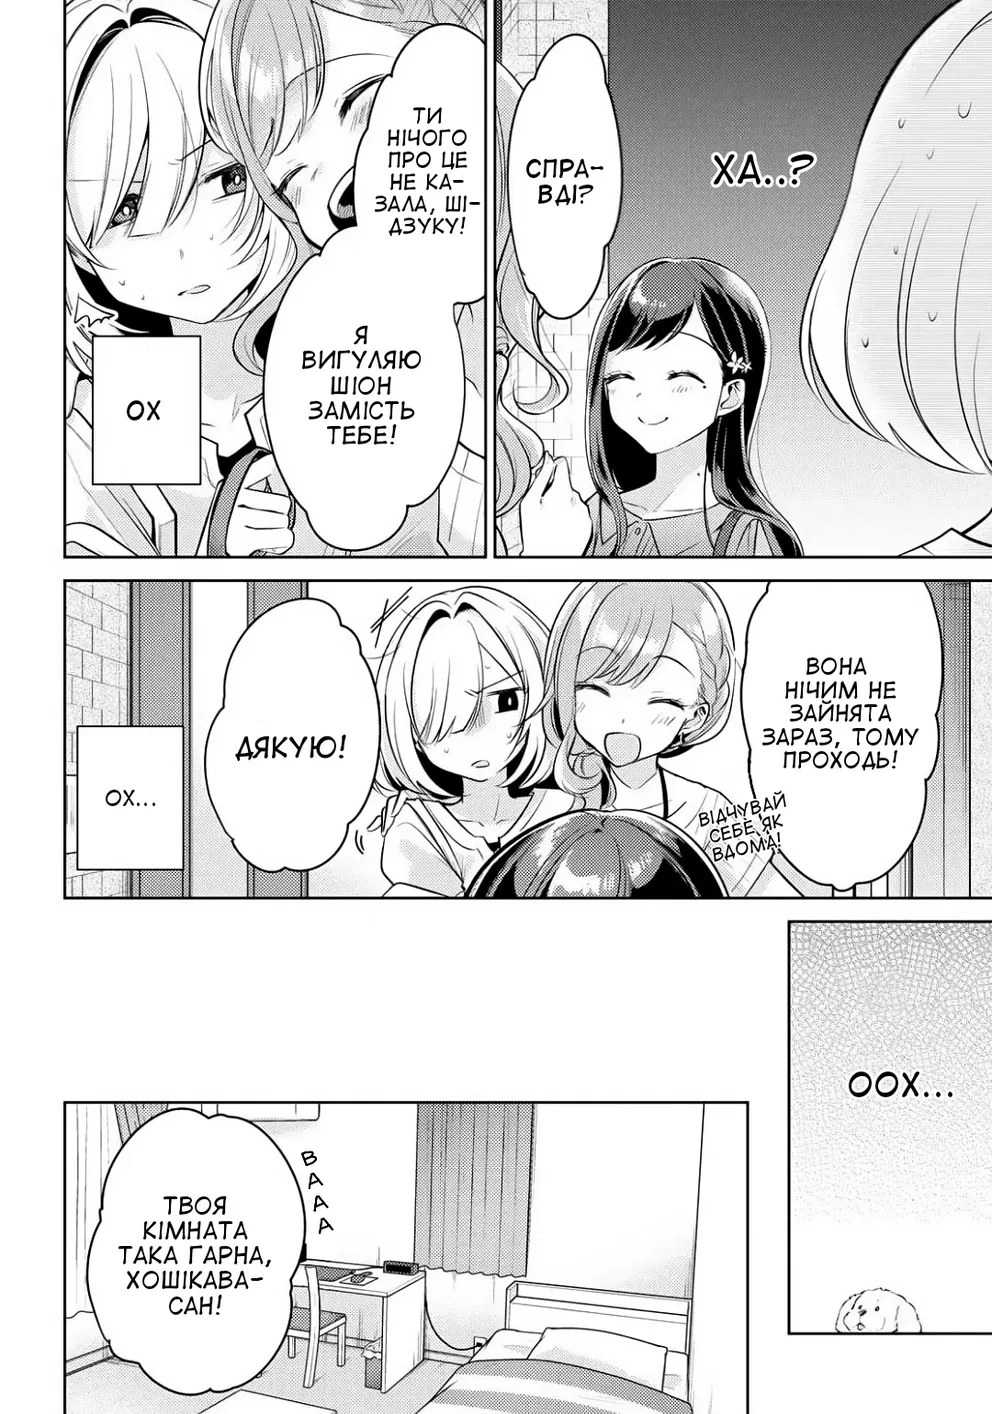 ХА..?
СПРА-
ВДІ?
ТИ
НІЧОГО
ПРО ЦЕ
НЕ КА-
ЗАЛА, ШІ-
ДЗУКУ!
Я
ВИГУЛЯЮ
ШІОН
ЗАМІСТЬ
ТЕБЕ!
ОХ
ВОНА
НІЧИМ НЕ
ЗАЙНЯТА
ЗАРАЗ, ТОМУ
ПРОХОДЬ!
ВІДЧУВАЙ
СЕБЕ ЯК
ВДОМА!
ДЯКУЮ!
ОХ...
ООХ...
ВААА
ТВОЯ
КІМНАТА
ТАКА ГАРНА,
ХОШІКАВА-
САН!